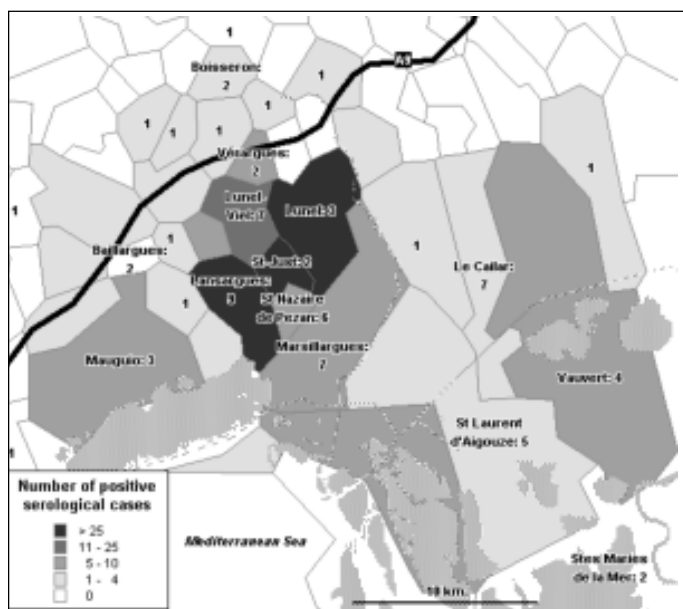 1
A9
Boisseron:
2
1
1
1
1
1
1
1
Vérargues:
2
Lunel-
Viel: 7
Lunel: 3
1
1
Baillargues:
2
St-Just: 2
Le Cailar:
2
Lansargues:
9
1
St Nazaire
de Pezan: 6
Marsillargues:
2
Mauguio: 3
Vauvert: 4
St Laurent
d'Aigouze: 5
1
Number of positive
serological cases
> 25
11 - 25
5 - 10
1 - 4
0
Mediterranean Sea
Stes Maries
de la Mer: 2
10 km.